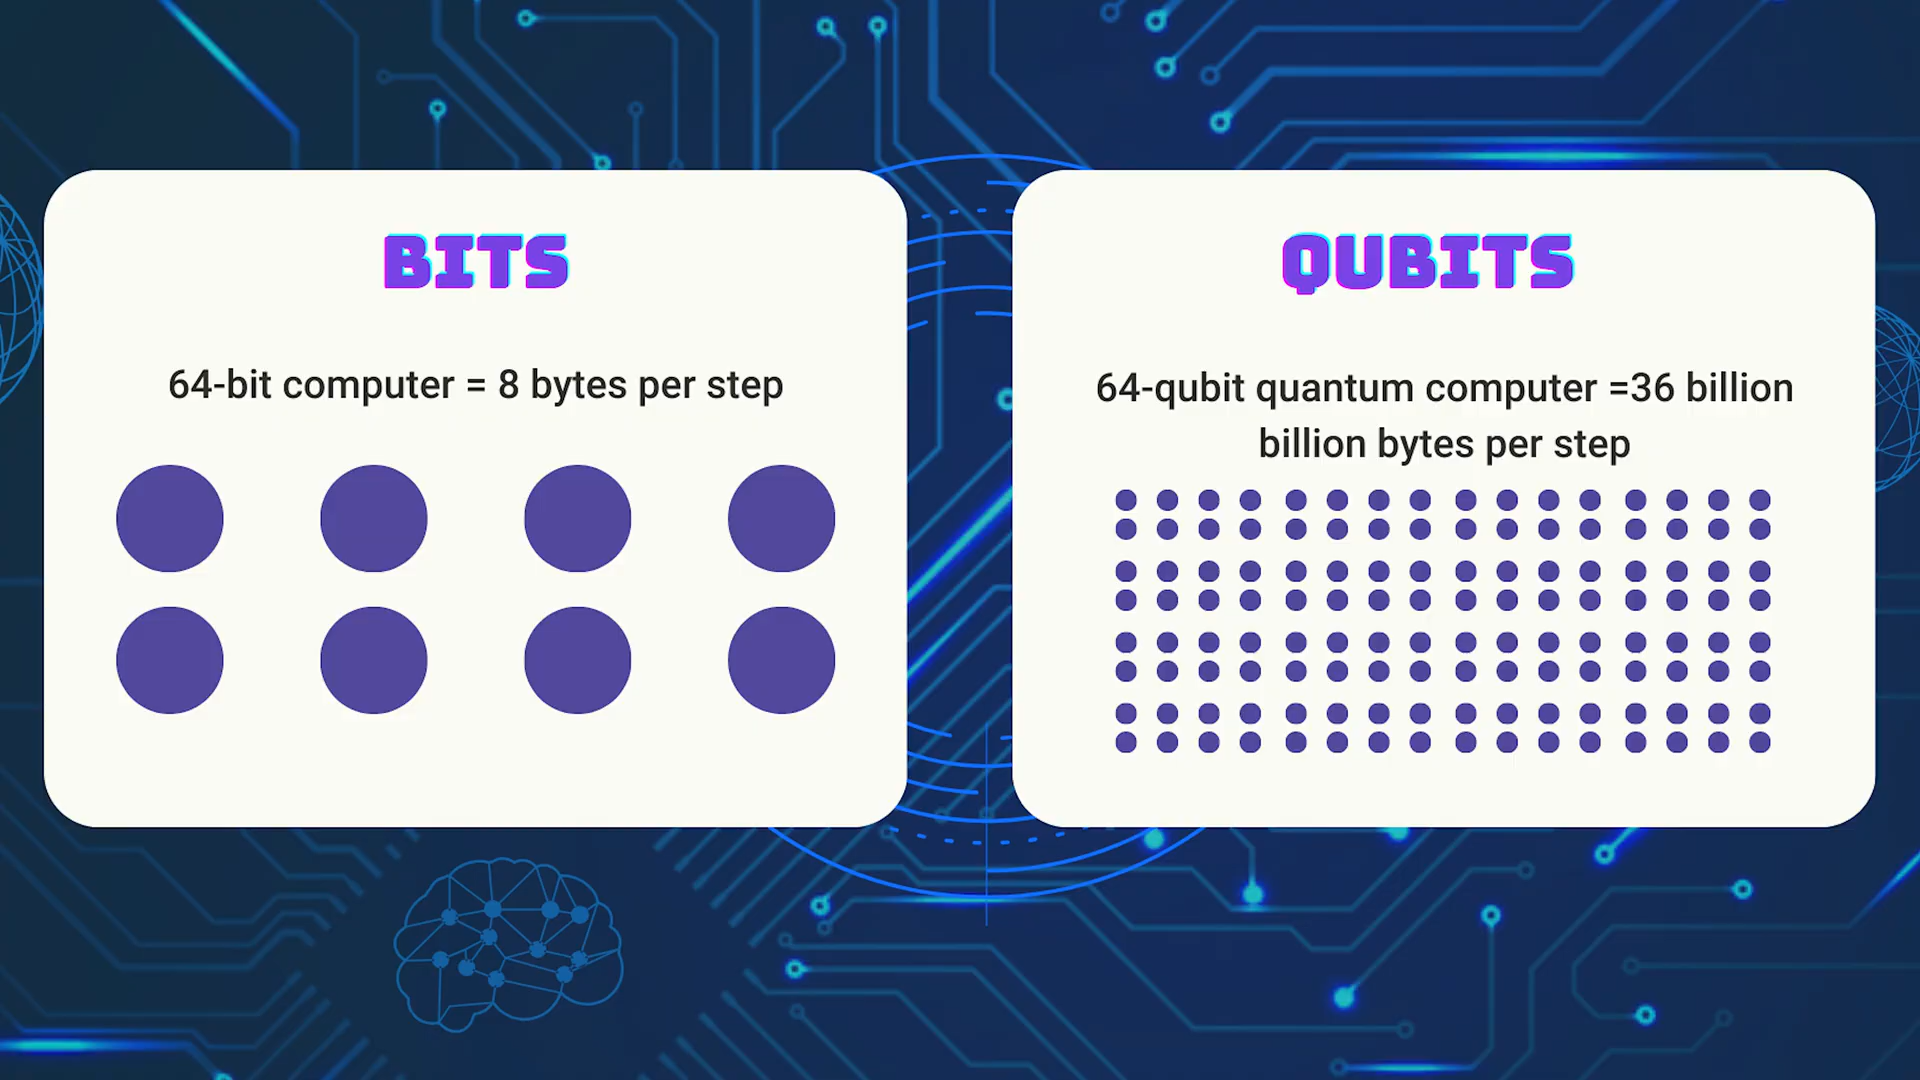 BITS
64-bit computer = 8 bytes per step
QUBITS
64-qubit quantum computer =36 billion
billion bytes per step